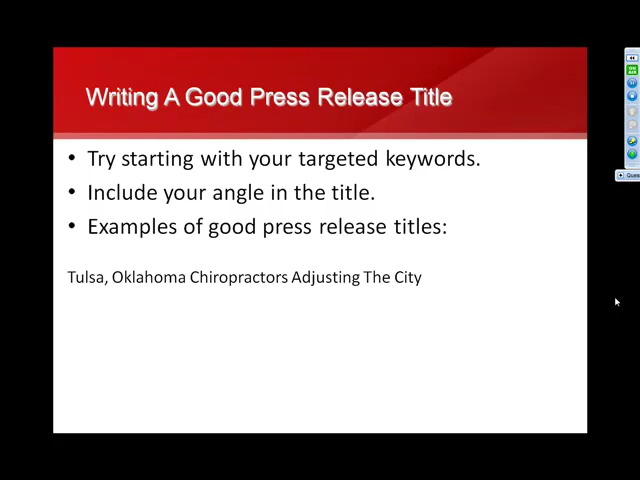 Writing A Good Press Release Title
• Try starting with your targeted keywords.
• Include your angle in the title.
• Examples of good press release titles:
Tulsa, Oklahoma Chiropractors Adjusting The City